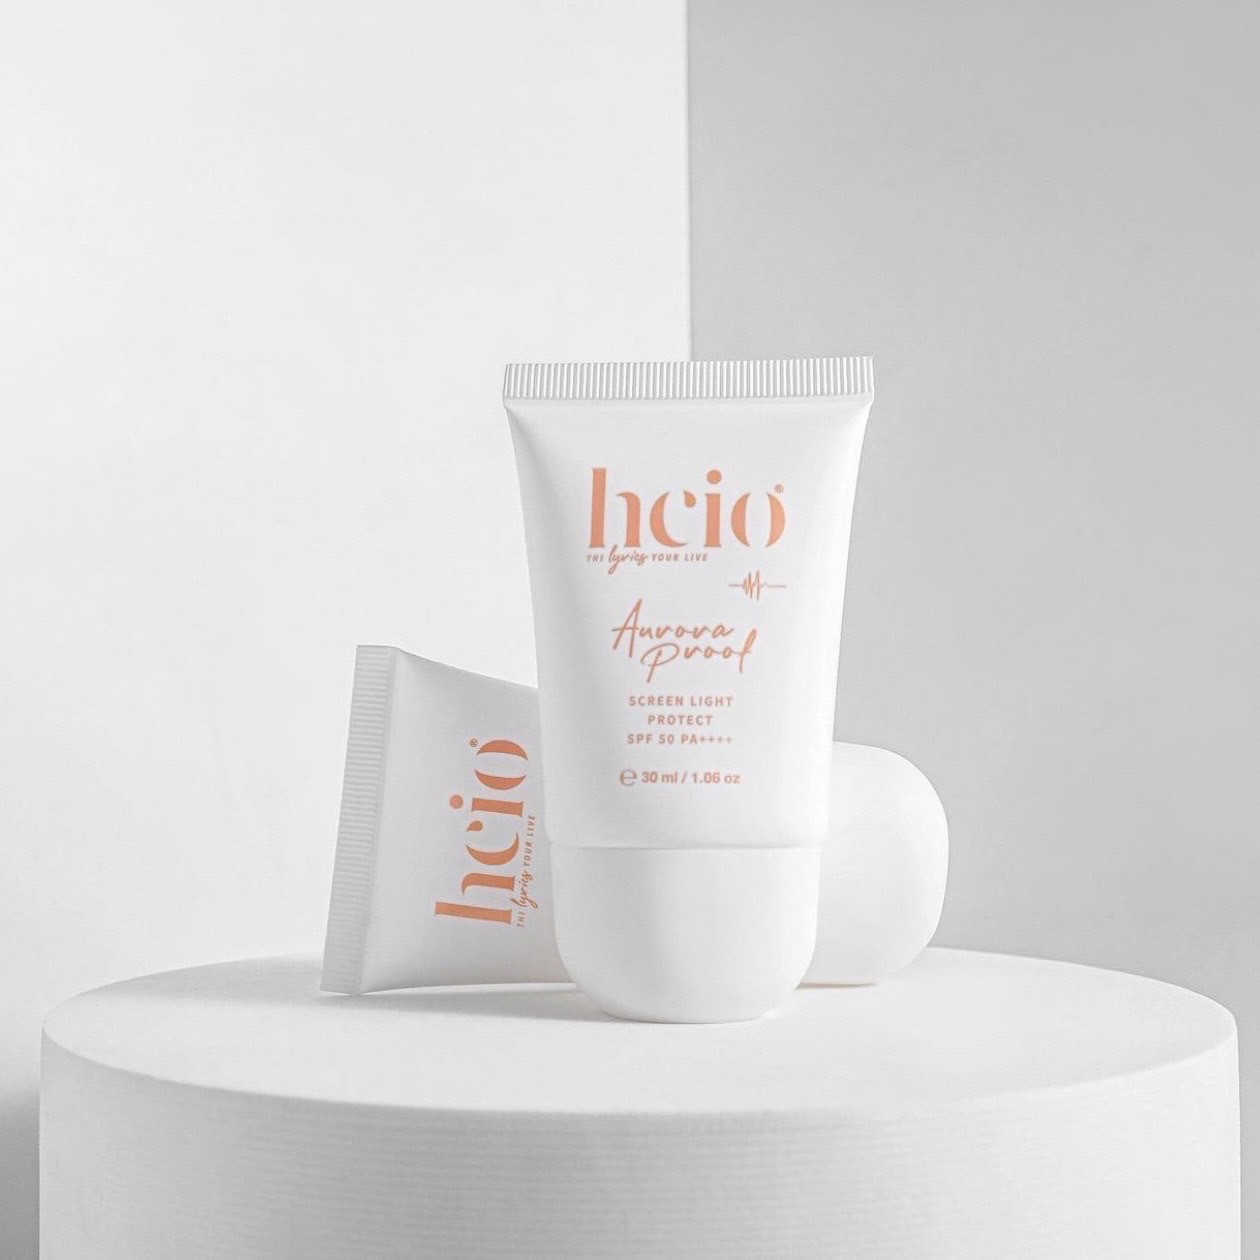 hcio®
THE lyrics YOUR LIVE
Aurora
Proof
SCREEN LIGHT
PROTECT
SPF 50 PA++++
℮ 30 ml / 1.06 oz
hcio®
THE lyrics YOUR LIVE